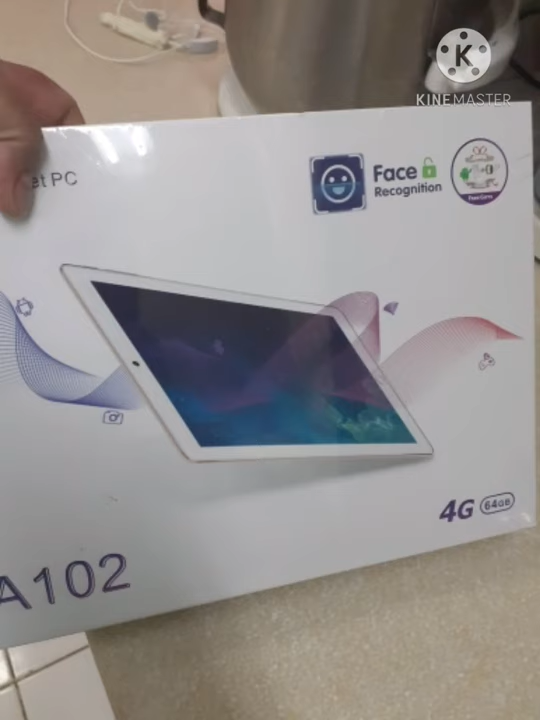 K
KINEMASTER
et PC
Face
Recognition
4G 64GB
A102